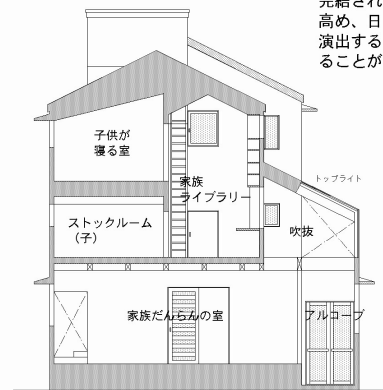 完結され
高め、日
演出する
ることが
子供が
寝る室
家族
ライブラリー
トップライト
ストックルーム
（子）
吹抜
家族だんらんの室
アルコーブ